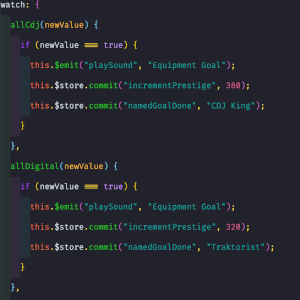 watch: {
allCdj(newValue) {
if (newValue === true) {
this.$emit("playSound", "Equipment Goal");
this.$store.commit("incrementPrestige", 380);
this.$store.commit("namedGoalDone", "CDJ King");
}
},
allDigital(newValue) {
if (newValue === true) {
this.$emit("playSound", "Equipment Goal");
this.$store.commit("incrementPrestige", 320);
this.$store.commit("namedGoalDone", "Traktorist");
}
},